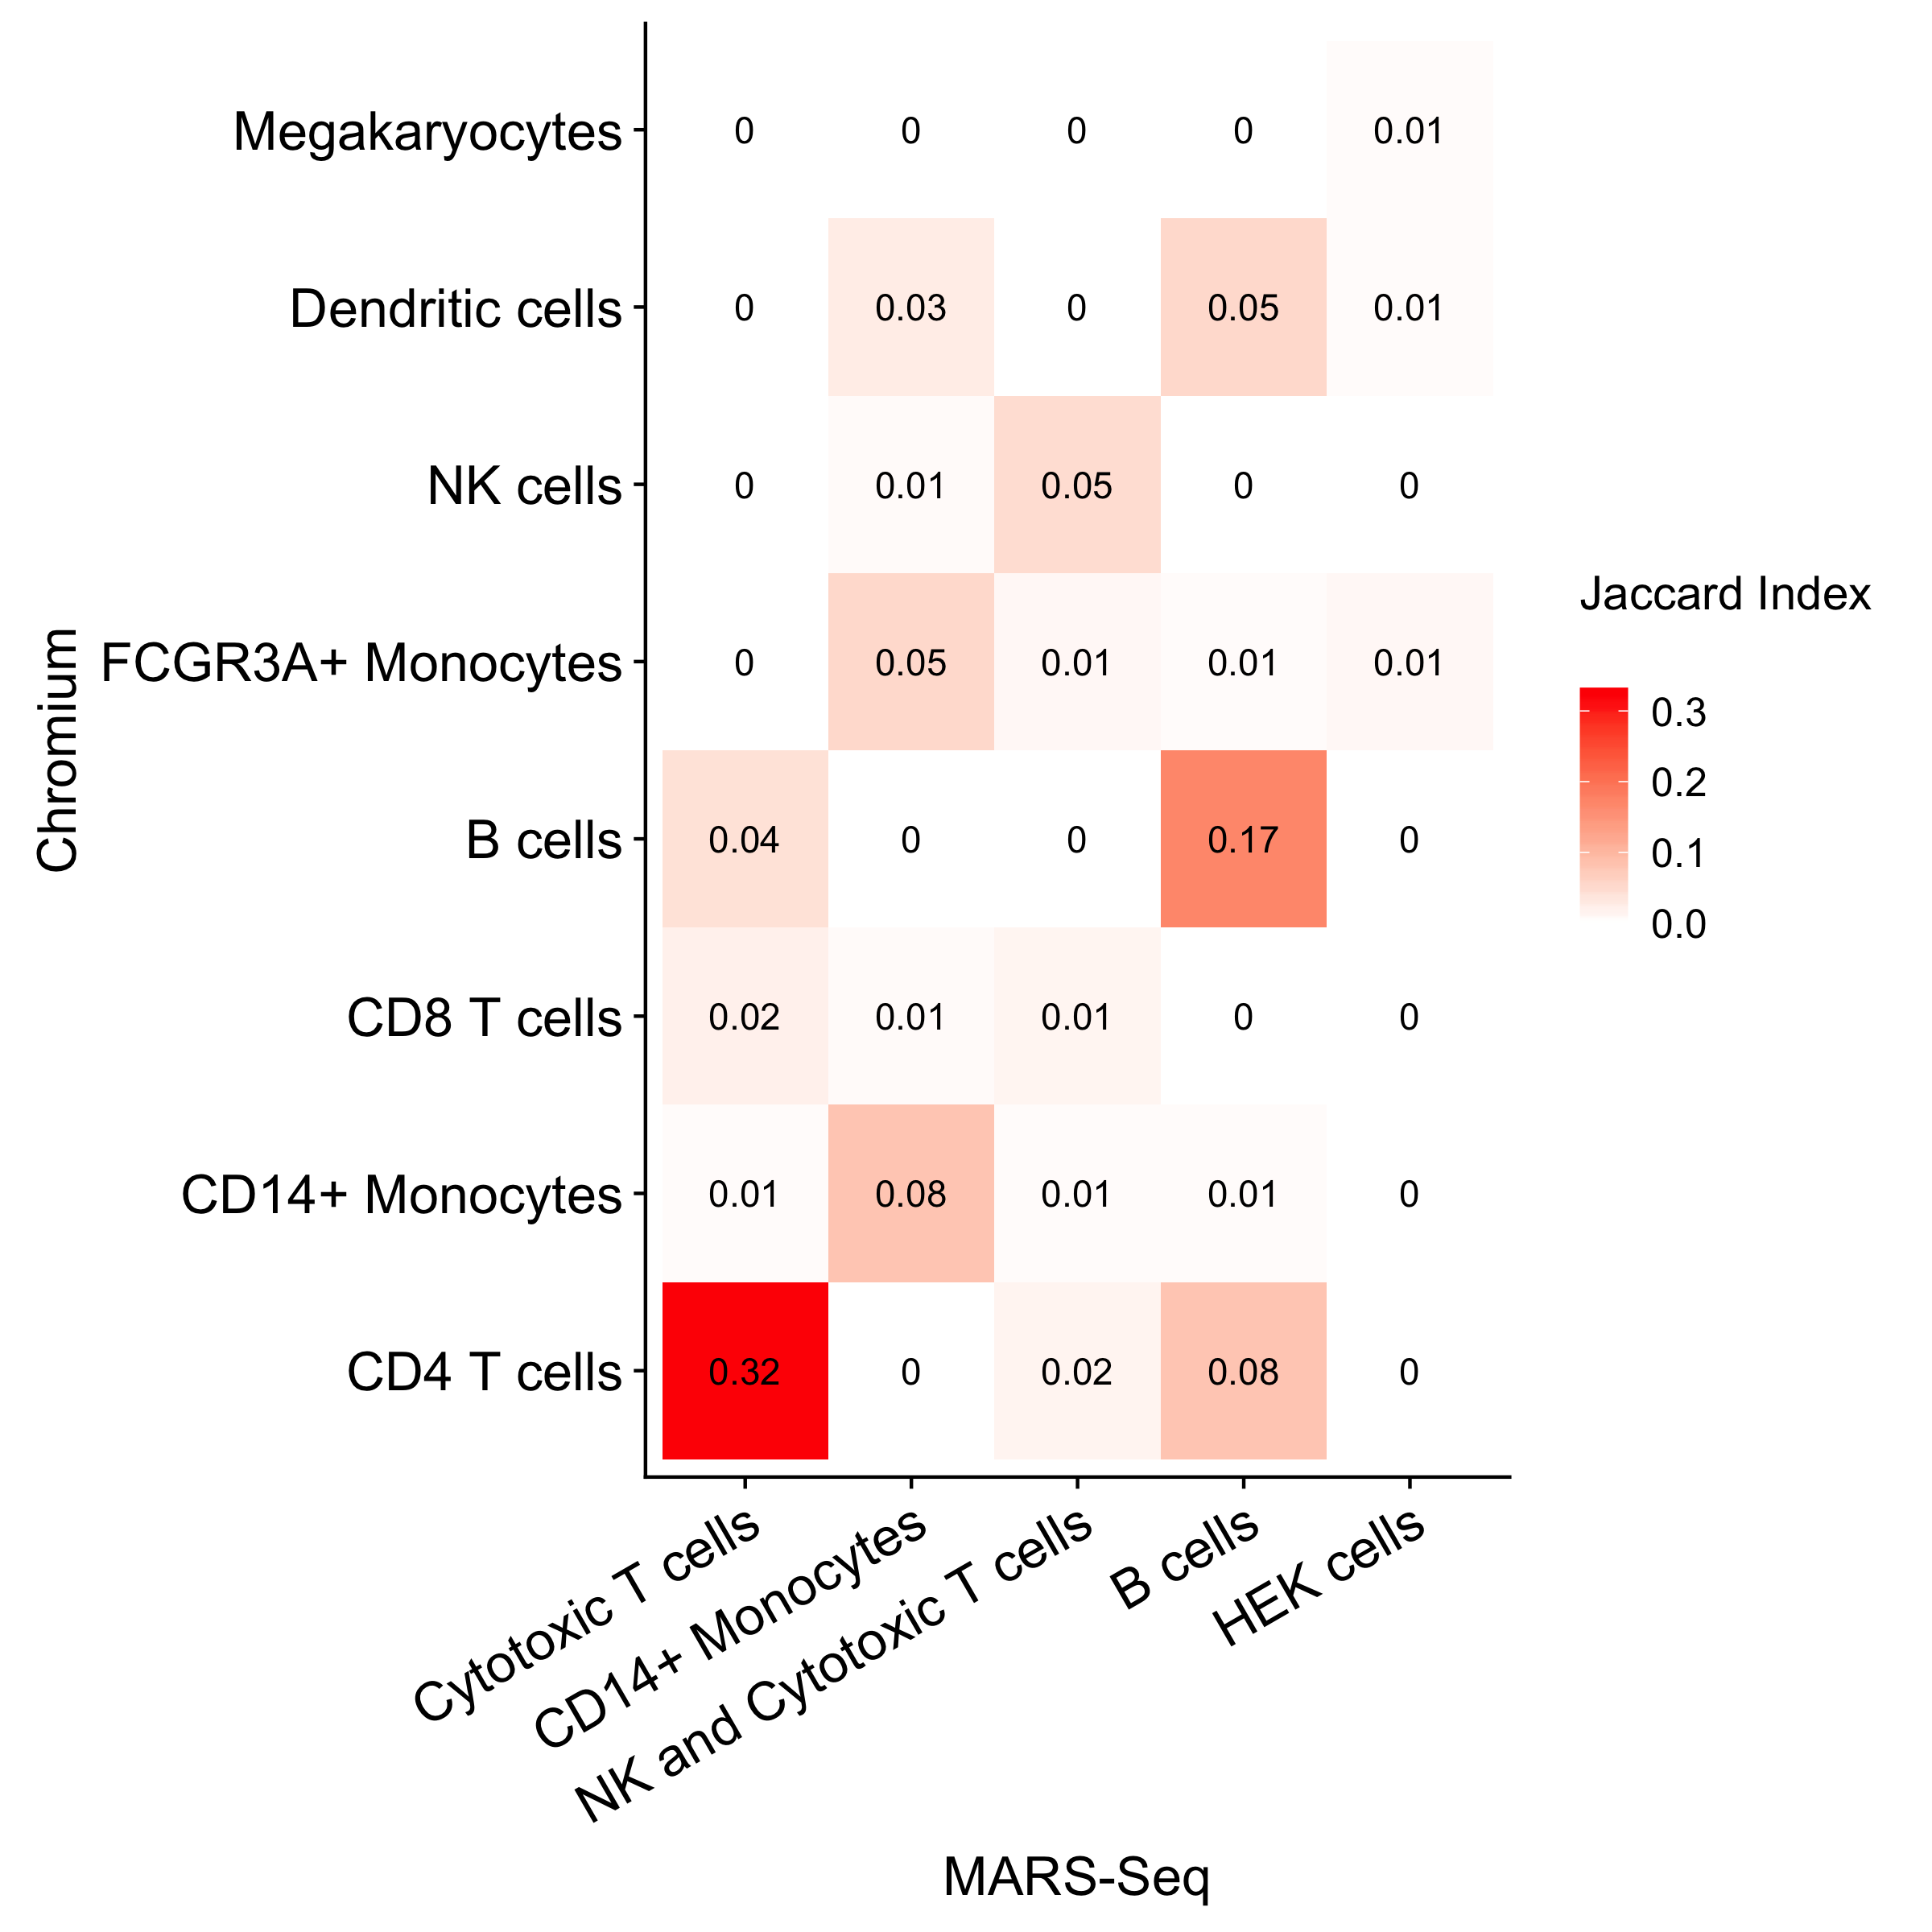 Chromium
Megakaryocytes 0 0 0 0 0.01
Dendritic cells 0 0.03 0 0.05 0.01
NK cells 0 0.01 0.05 0 0
FCGR3A+ Monocytes 0 0.05 0.01 0.01 0.01
B cells 0.04 0 0 0.17 0
CD8 T cells 0.02 0.01 0.01 0 0
CD14+ Monocytes 0.01 0.08 0.01 0.01 0
CD4 T cells 0.32 0 0.02 0.08 0
Cytotoxic T cells
CD14+ Monocytes
NK and Cytotoxic T cells
B cells
HEK cells
MARS-Seq
Jaccard Index
0.3
0.2
0.1
0.0